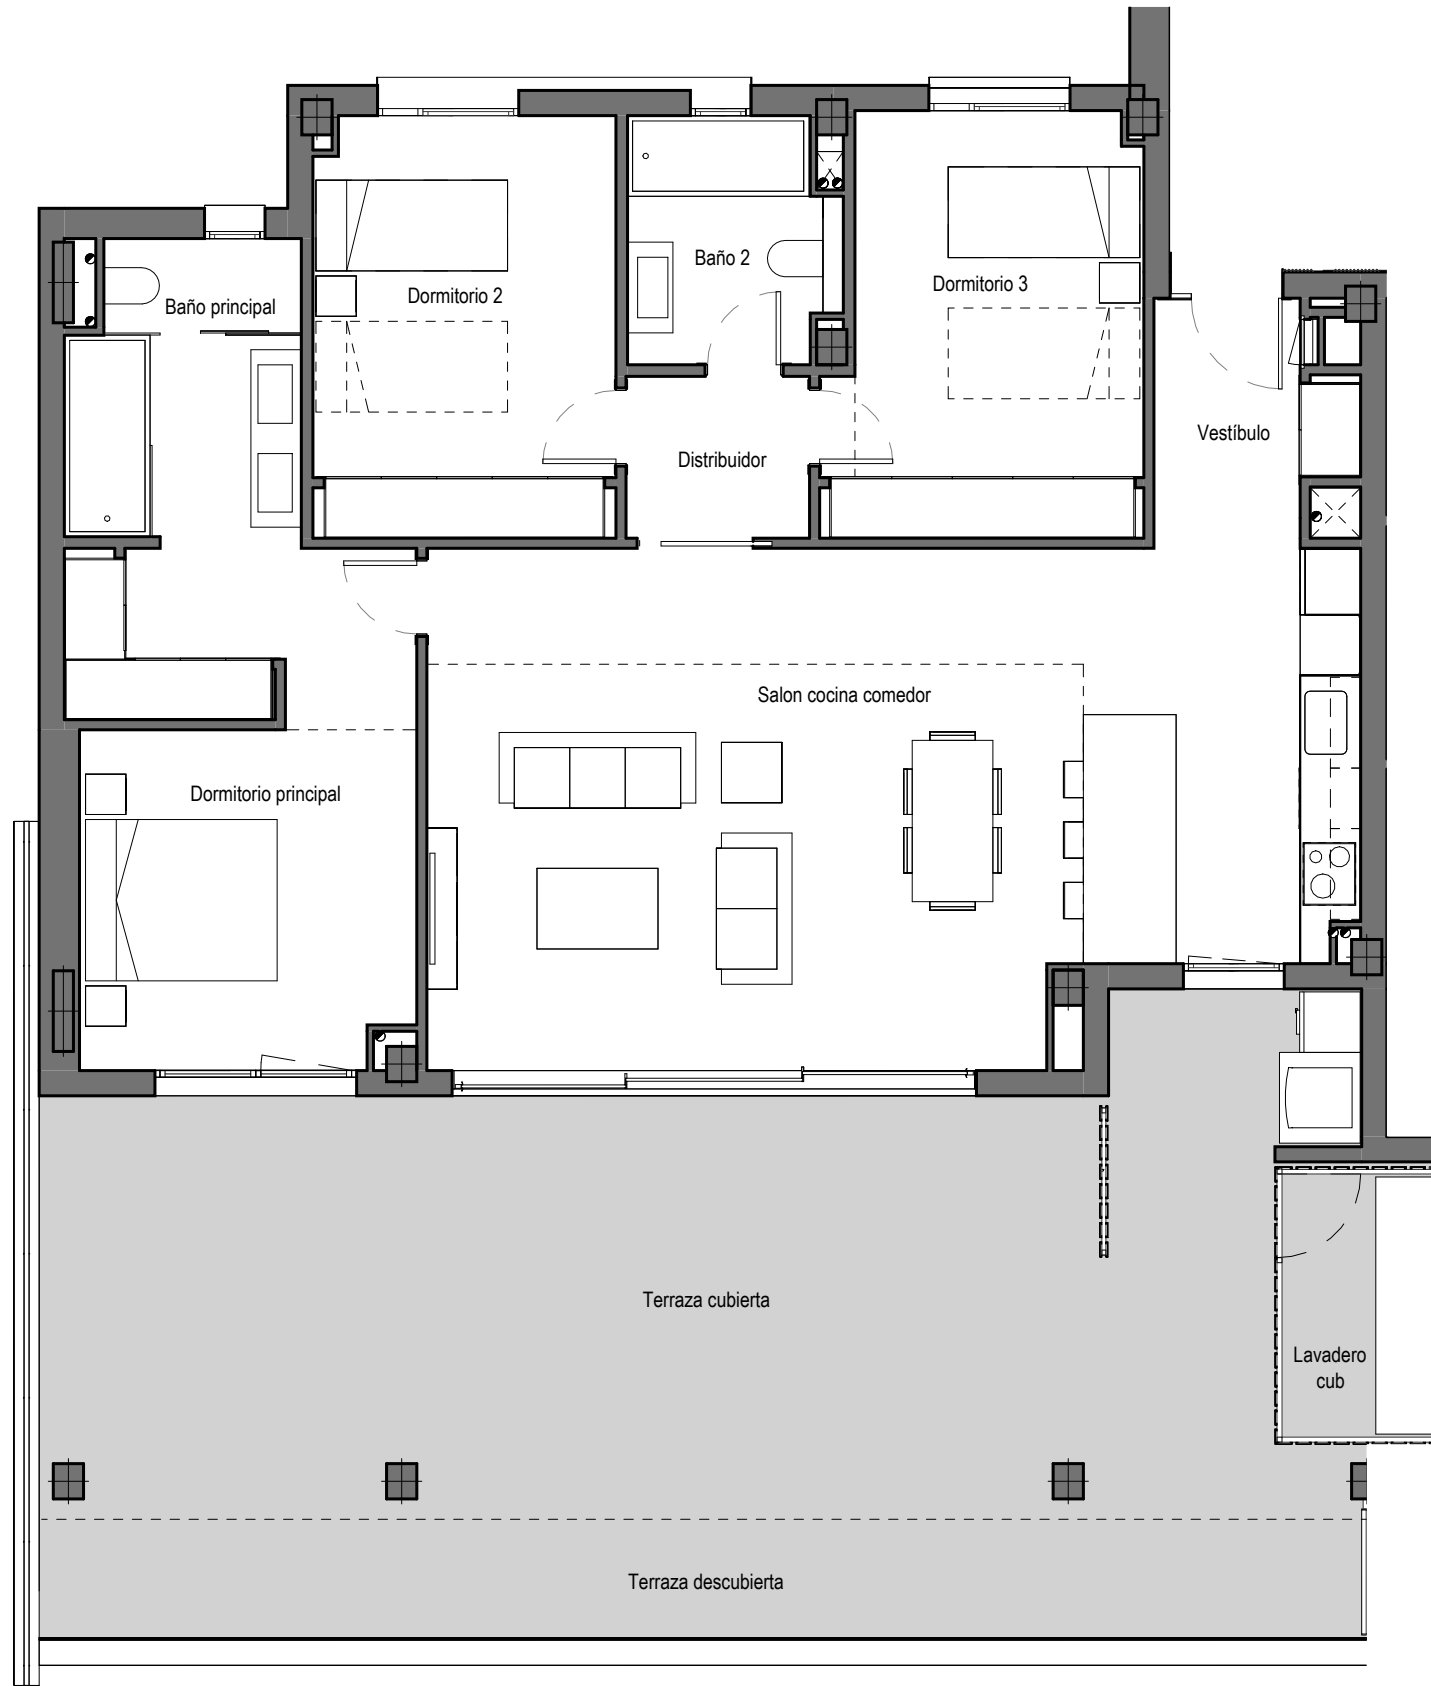 Baño 2
Dormitorio 3
Dormitorio 2
Baño principal
Vestíbulo
Distribuidor
Salon cocina comedor
Dormitorio principal
Terraza cubierta
Lavadero
cub
Terraza descubierta